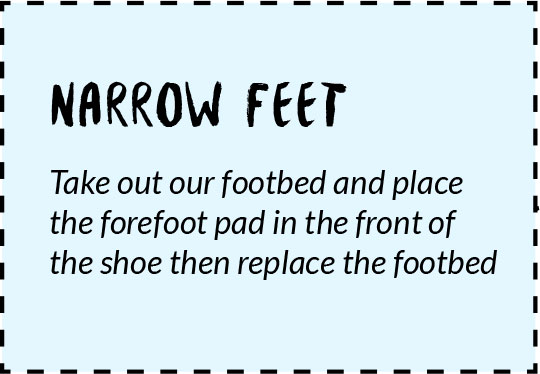 NARROW FEET
Take out our footbed and place
the forefoot pad in the front of
the shoe then replace the footbed